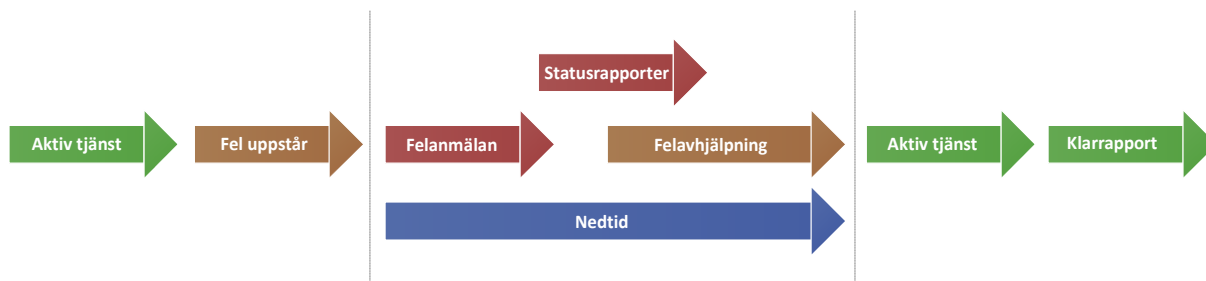 Statusrapporter
Aktiv tjänst
Fel uppstår
Felanmälan
Felavhjälpning
Aktiv tjänst
Klarrapport
Nedtid